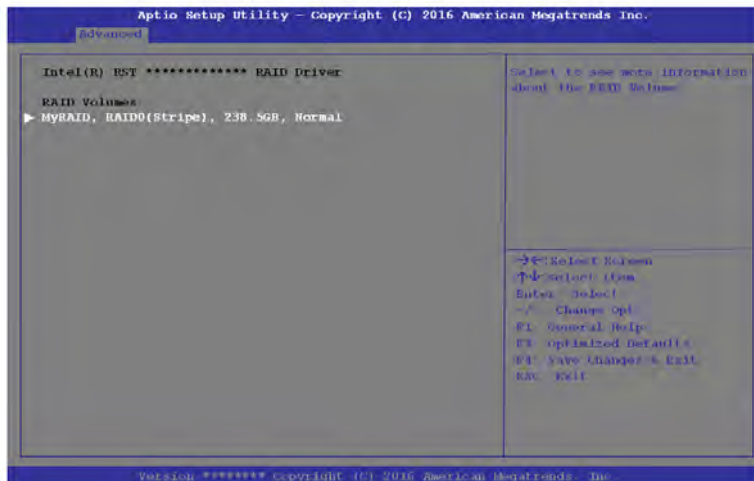 Aptio Setup Utility – Copyright (C) 2016 American Megatrends Inc.
Advanced
Intel(R) RST ************* RAID Driver
RAID Volumes
▶ MyRAID, RAID0(Stripe), 238.5GB, Normal
Select to see more information
about the RAID Volume
→←:Select Screen
↑↓:Select Item
Enter: Select
Change Opt
F1 General Help
F3 Optimized Defaults
F4 Save Changes & Exit
ESC Exit
Version ******** Copyright (C) 2016 American Megatrends Inc